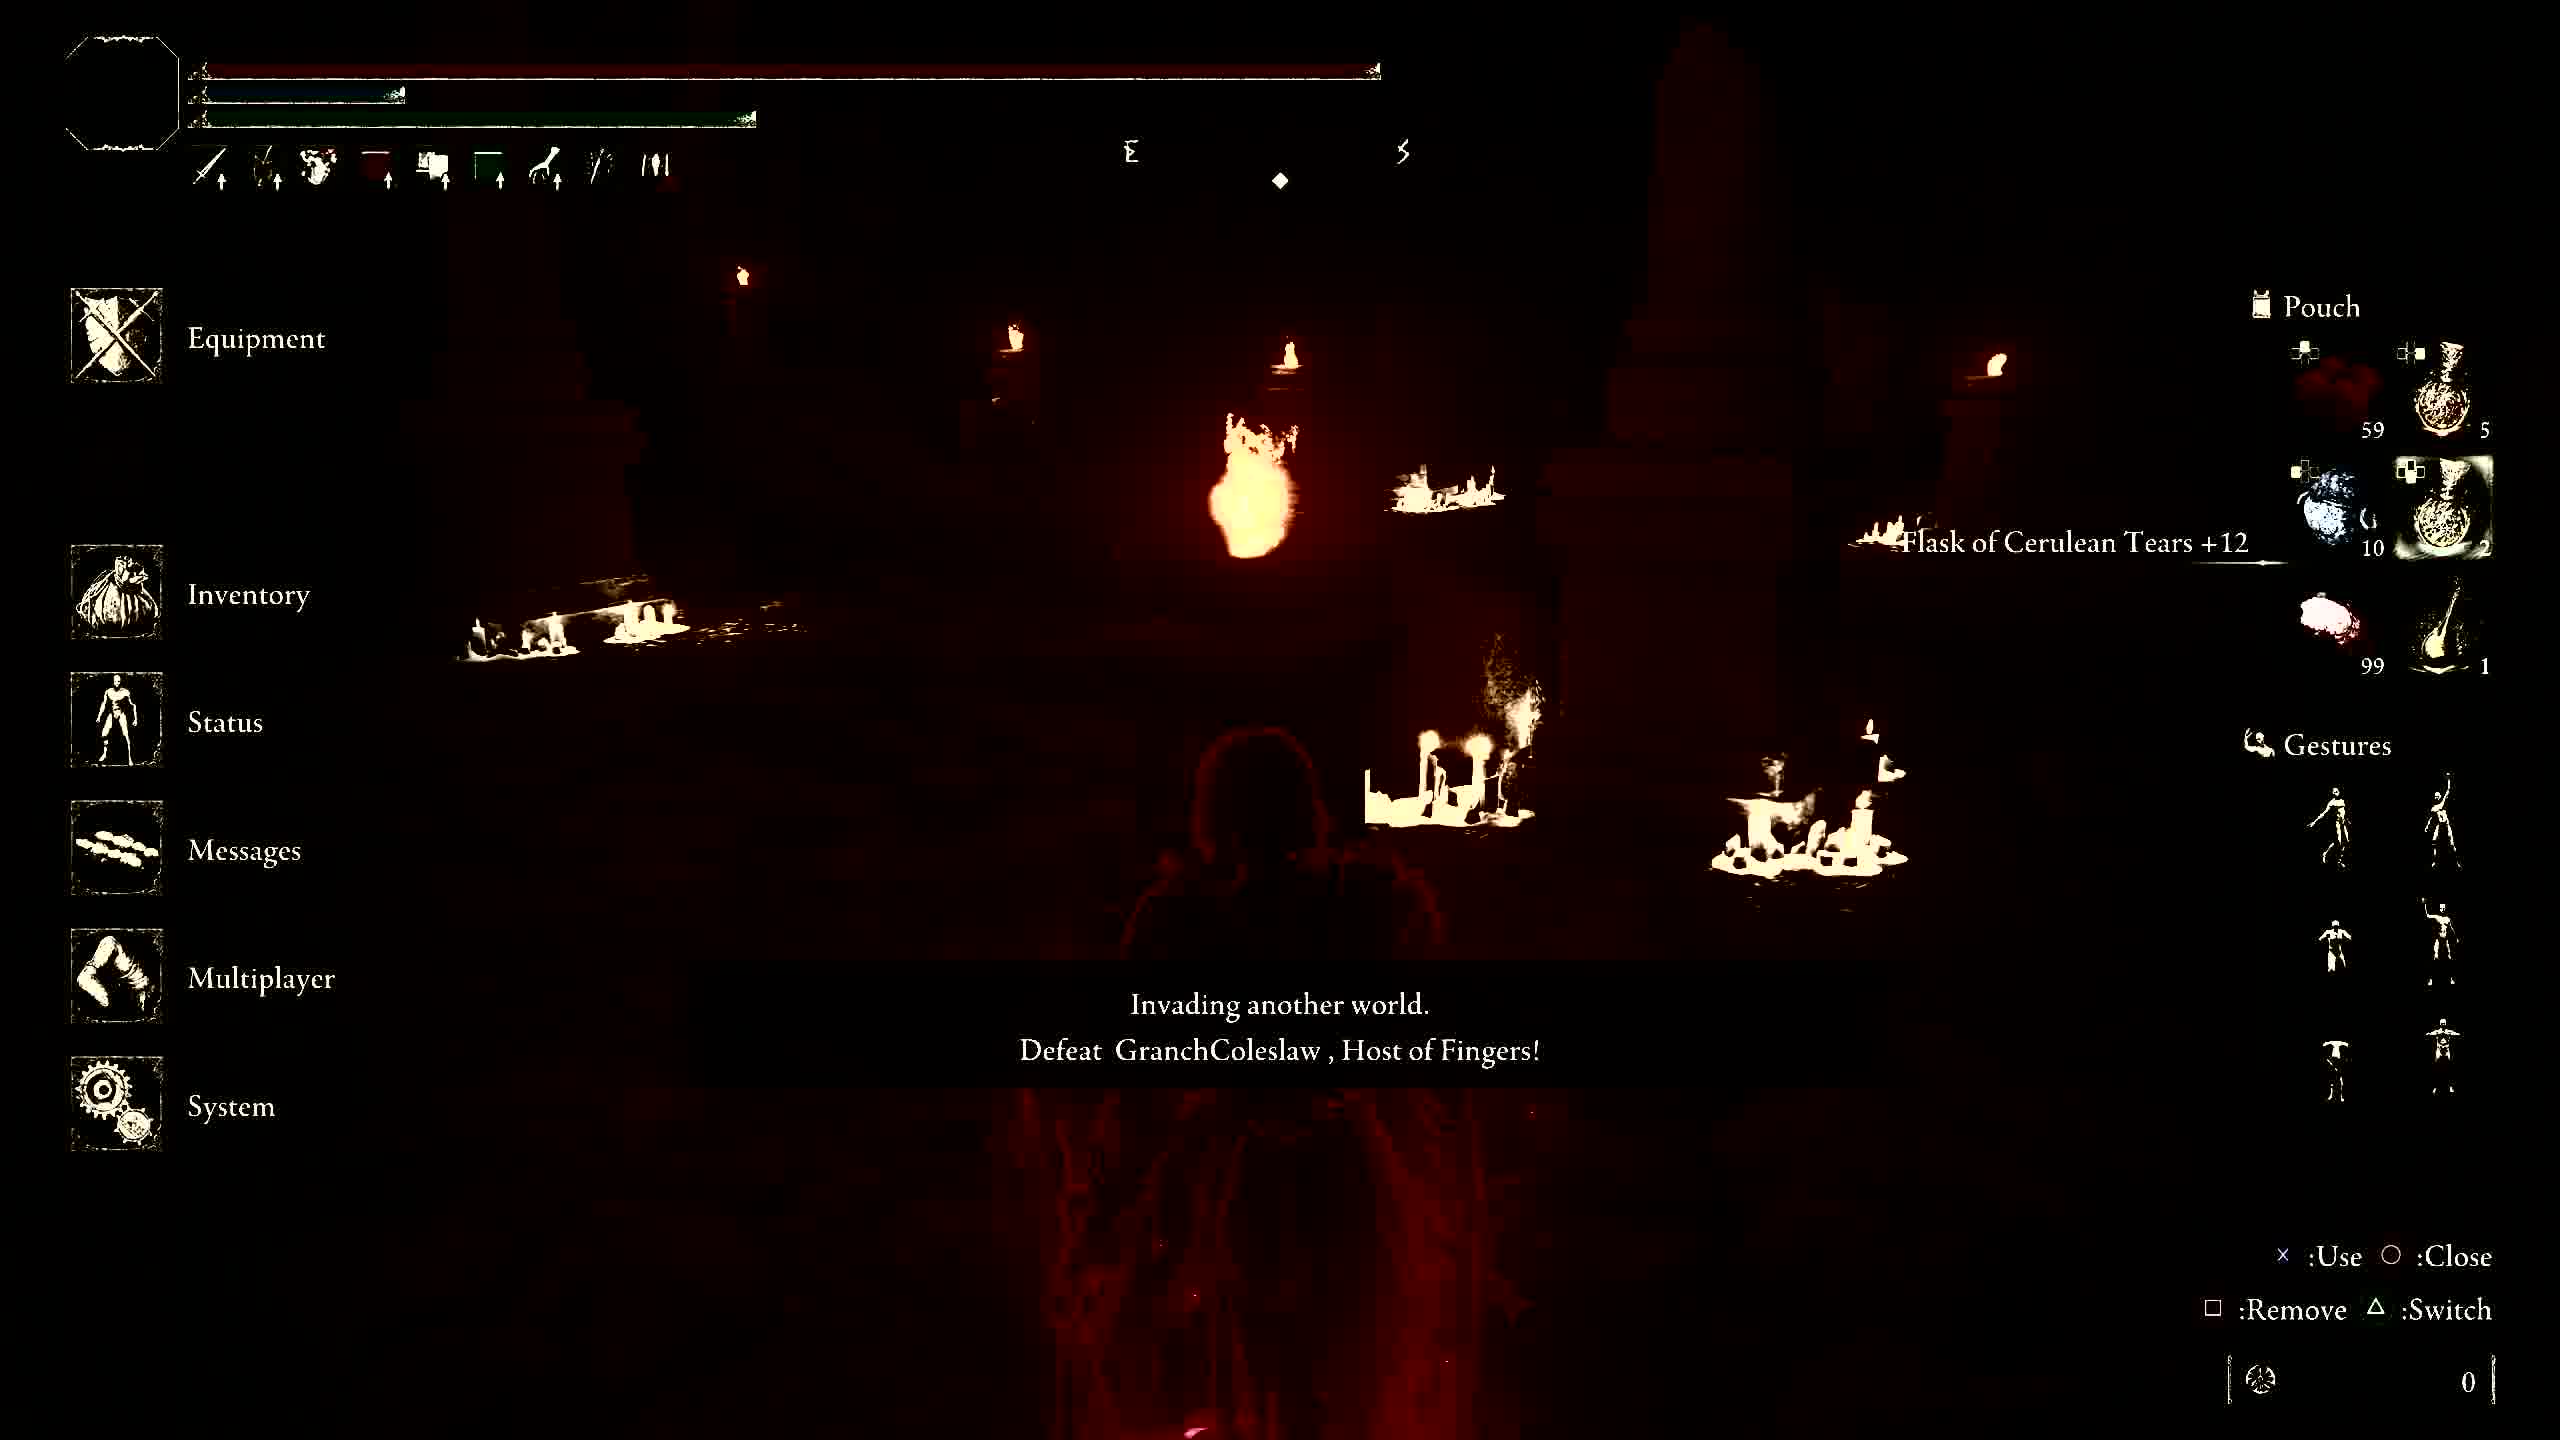 E
S
Equipment
Inventory
Status
Messages
Multiplayer
System
Pouch
59
5
Flask of Cerulean Tears +12
10
2
99
1
Gestures
Invading another world.
Defeat GranchColeslaw , Host of Fingers!
:Use :Close
:Remove :Switch
0